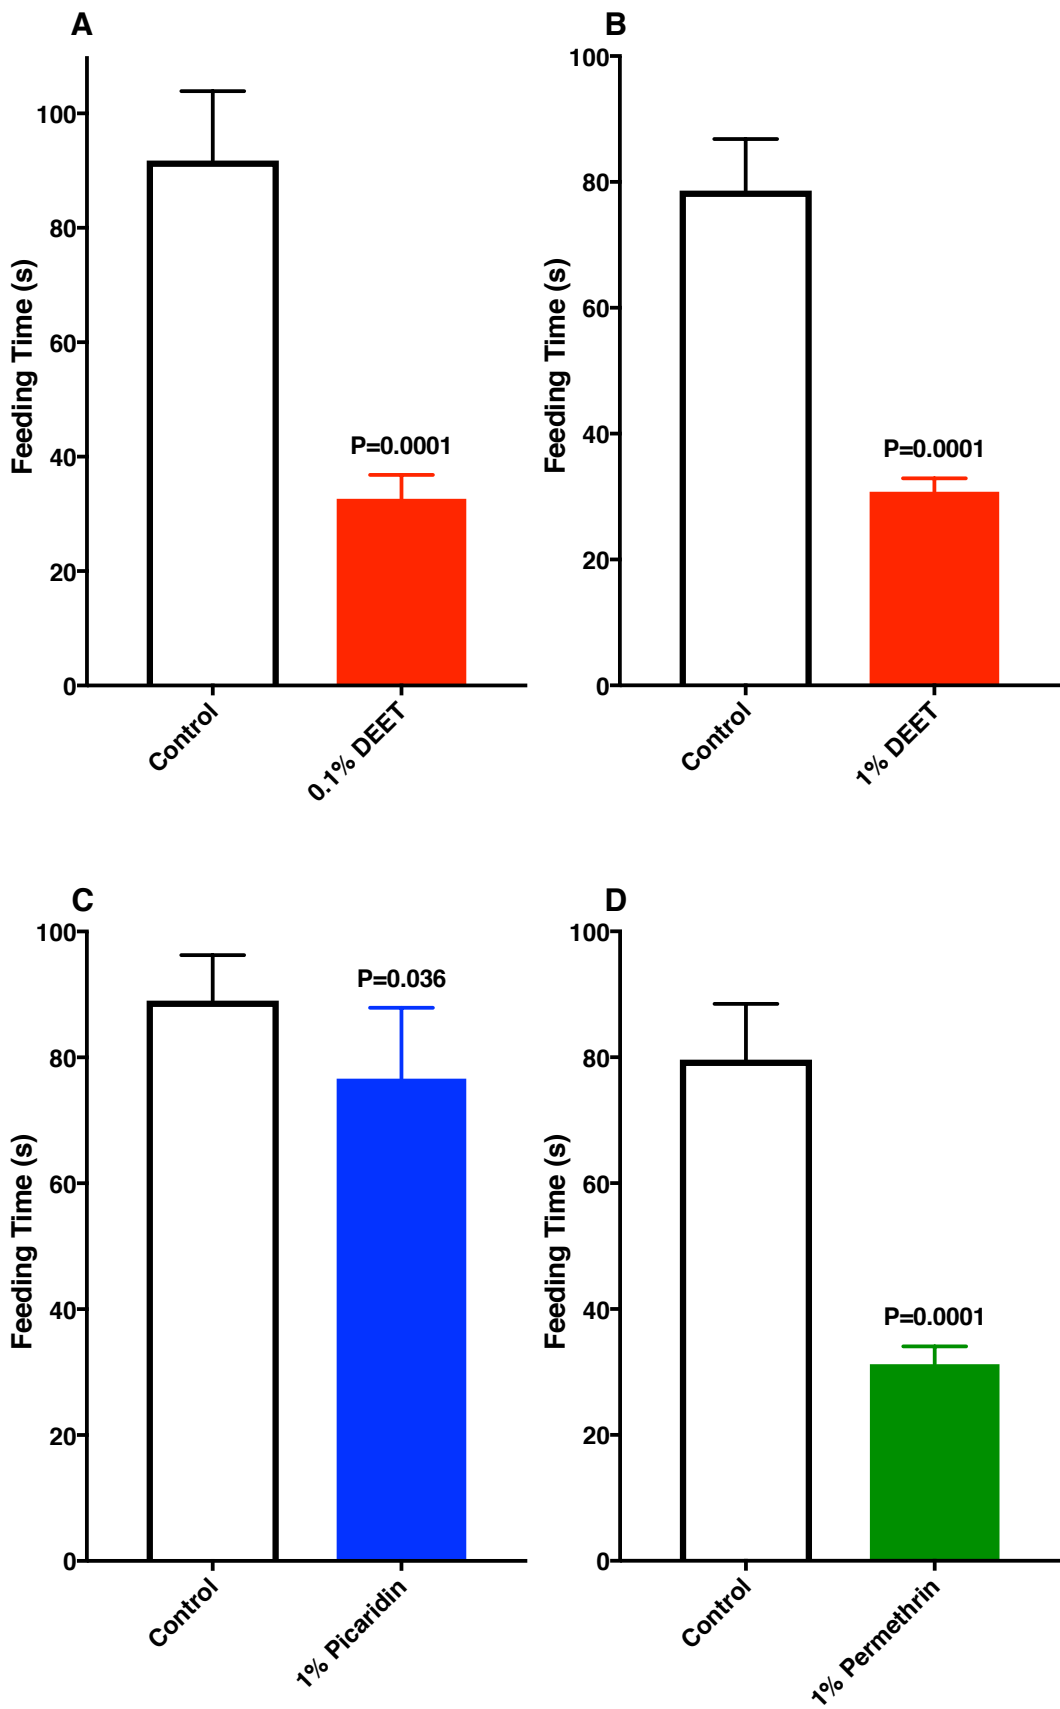 A
Feeding Time (s)
100
80
60
40
20
0
P=0.0001
Control
0.1% DEET
B
Feeding Time (s)
100
80
60
40
20
0
P=0.0001
Control
1% DEET
C
Feeding Time (s)
100
80
60
40
20
0
P=0.036
Control
1% Picaridin
D
Feeding Time (s)
100
80
60
40
20
0
P=0.0001
Control
1% Permethrin